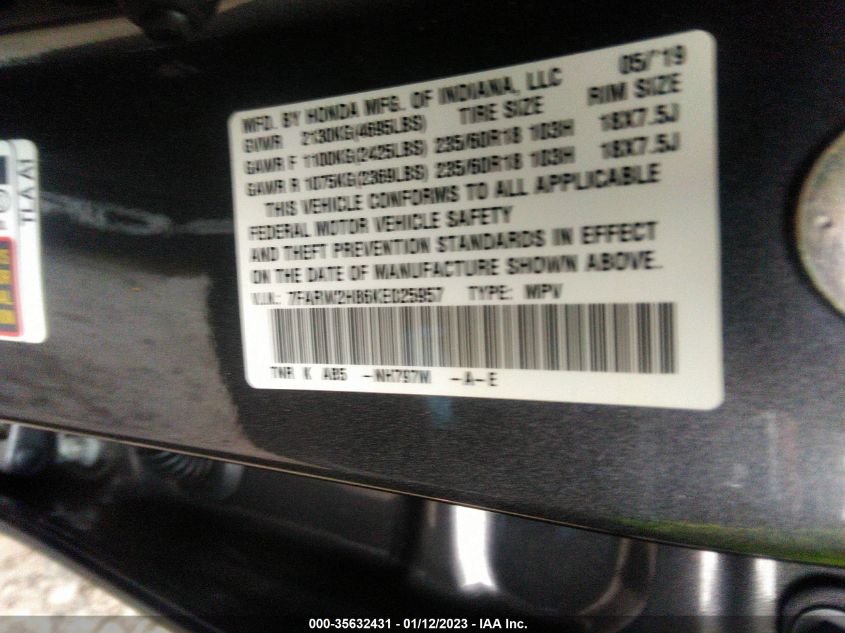 05/'19
MFD. BY HONDA MFG. OF INDIANA, LLC
GVWR 2130KG(4695LBS) TIRE SIZE RIM SIZE
GAWR F 1100KG(2425LBS) 235/60R18 103H 18X7.5J
GAWR R 1075KG(2369LBS) 235/60R18 103H 18X7.5J
THIS VEHICLE CONFORMS TO ALL APPLICABLE
FEDERAL MOTOR VEHICLE SAFETY
AND THEFT PREVENTION STANDARDS IN EFFECT
ON THE DATE OF MANUFACTURE SHOWN ABOVE.
V.I.N.: 7FARW2H86KE025957 TYPE: MPV
TNR K AB5 -NH797M -A-E
000-35632431 - 01/12/2023 - IAA Inc.